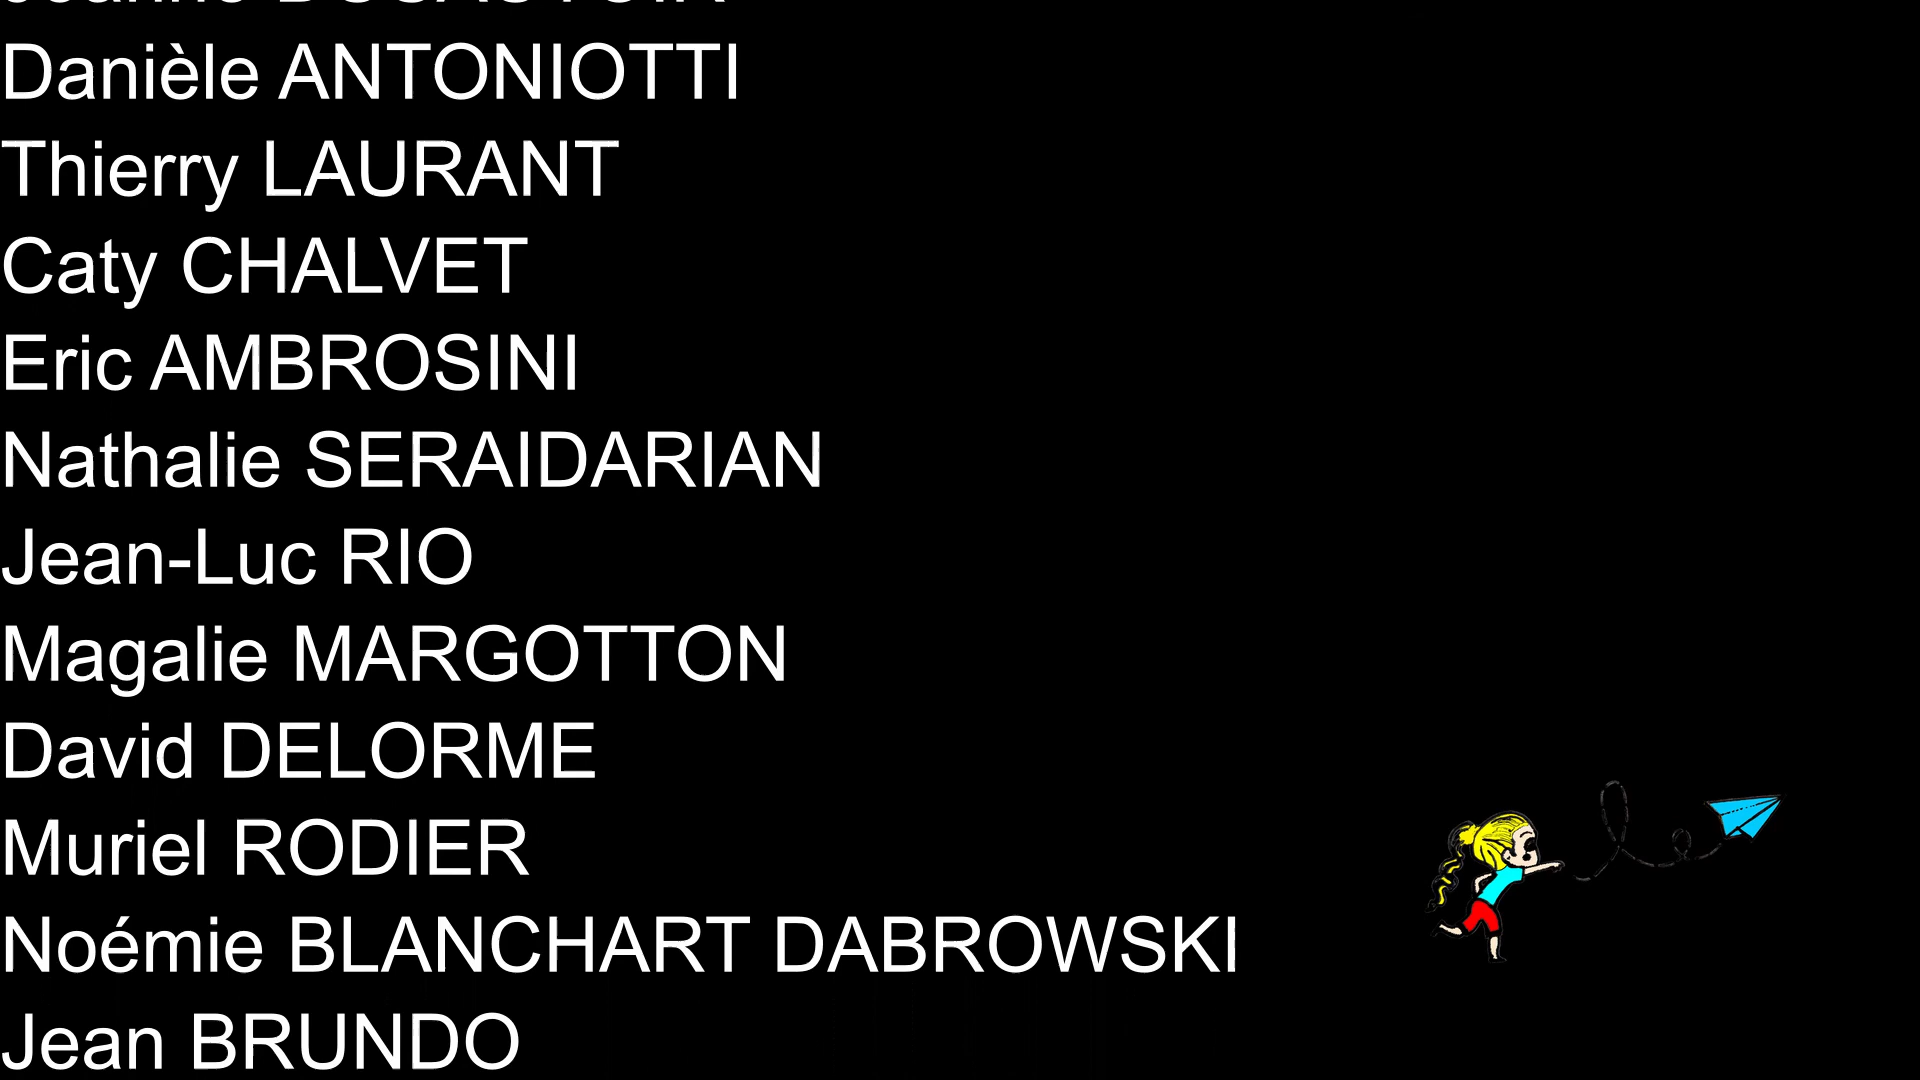 Danièle ANTONIOTTI
Thierry LAURANT
Caty CHALVET
Eric AMBROSINI
Nathalie SERAIDARIAN
Jean-Luc RIO
Magalie MARGOTTON
David DELORME
Muriel RODIER
Noémie BLANCHART DABROWSKI
Jean BRUNDO